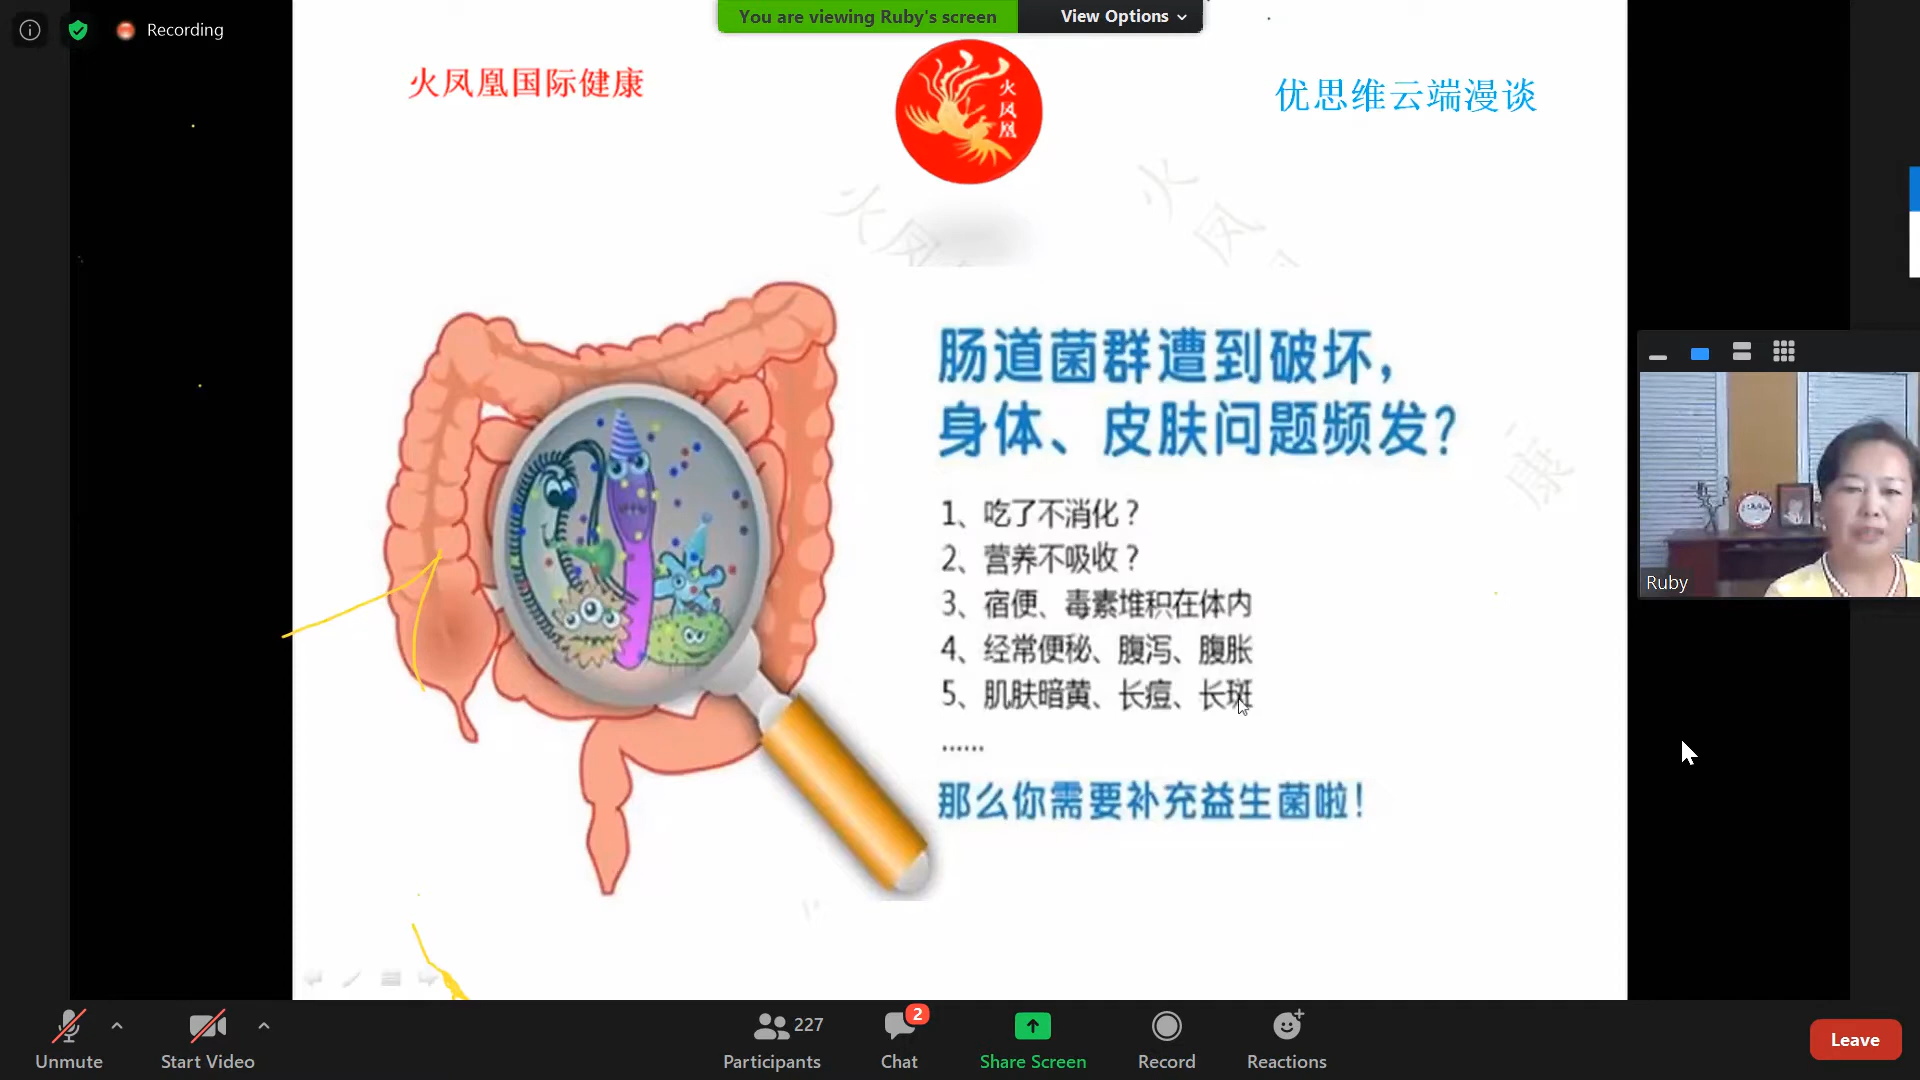 You are viewing Ruby's screen
View Options
Recording
火凤凰国际健康
火凤凰
优思维云端漫谈
火凤
火凤
康
肠道菌群遭到破坏，
身体、皮肤问题频发？
1、吃了不消化？
2、营养不吸收？
3、宿便、毒素堆积在体内
4、经常便秘、腹泻、腹胀
5、肌肤暗黄、长痘、长斑
......
那么你需要补充益生菌啦！
Ruby
Unmute
Start Video
227
Participants
2
Chat
Share Screen
Record
Reactions
Leave